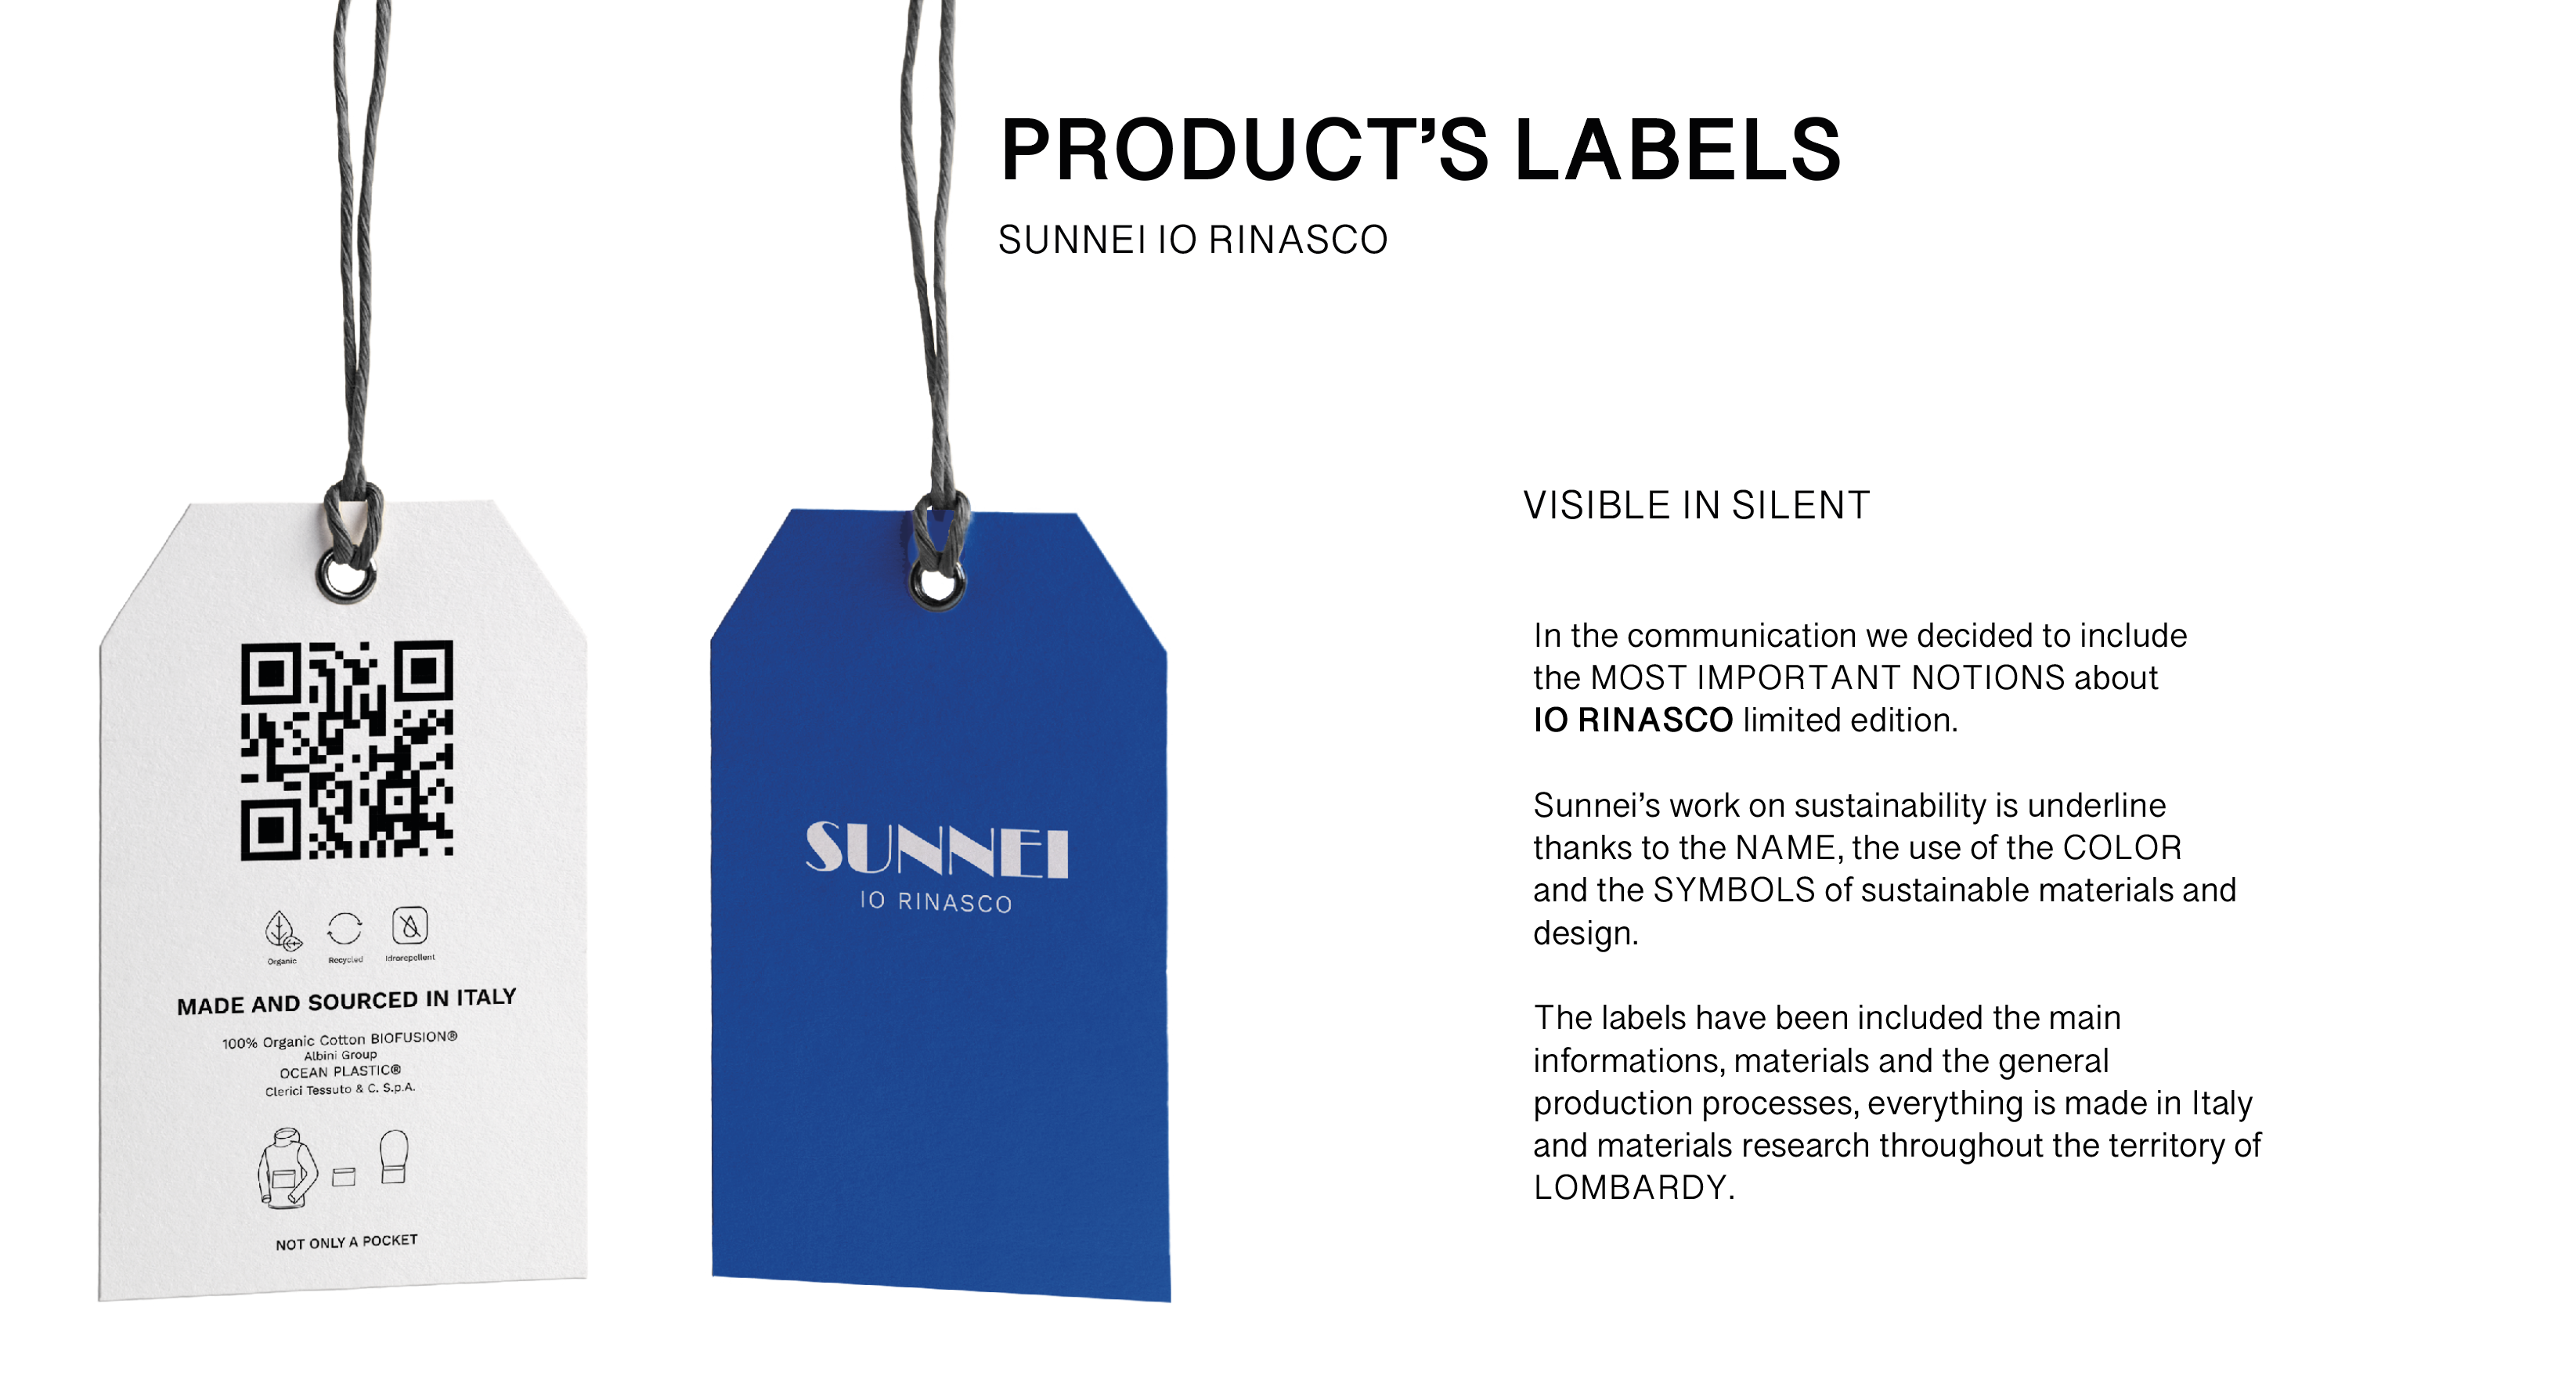 PRODUCT’S LABELS
SUNNEI IO RINASCO
Organic
Recycled
Idrorepellent
MADE AND SOURCED IN ITALY
100% Organic Cotton BIOFUSION®
Albini Group
OCEAN PLASTIC®
Clerici Tessuto & C. S.p.A.
NOT ONLY A POCKET
SUNNEI
IO RINASCO
VISIBLE IN SILENT
In the communication we decided to include
the MOST IMPORTANT NOTIONS about
IO RINASCO limited edition.
Sunnei’s work on sustainability is underline
thanks to the NAME, the use of the COLOR
and the SYMBOLS of sustainable materials and
design.
The labels have been included the main
informations, materials and the general
production processes, everything is made in Italy
and materials research throughout the territory of
LOMBARDY.